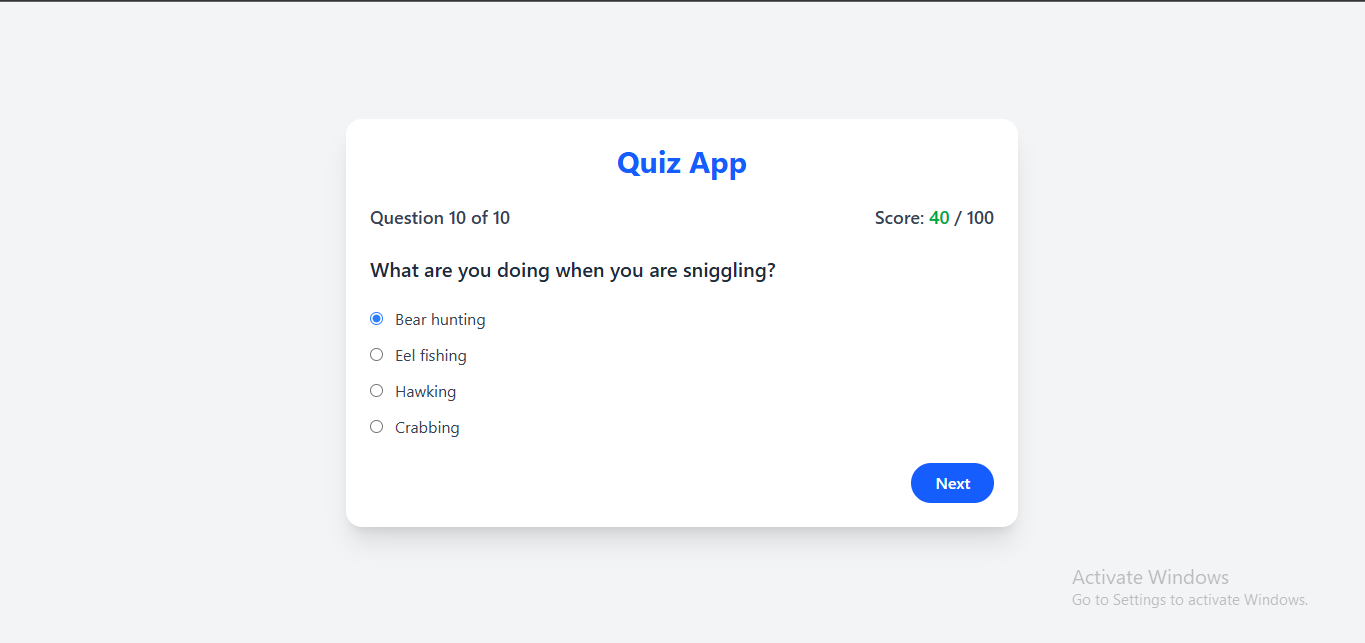 Quiz App
Question 10 of 10
Score: 40 / 100
What are you doing when you are sniggling?
Bear hunting
Eel fishing
Hawking
Crabbing
Next
Activate Windows
Go to Settings to activate Windows.